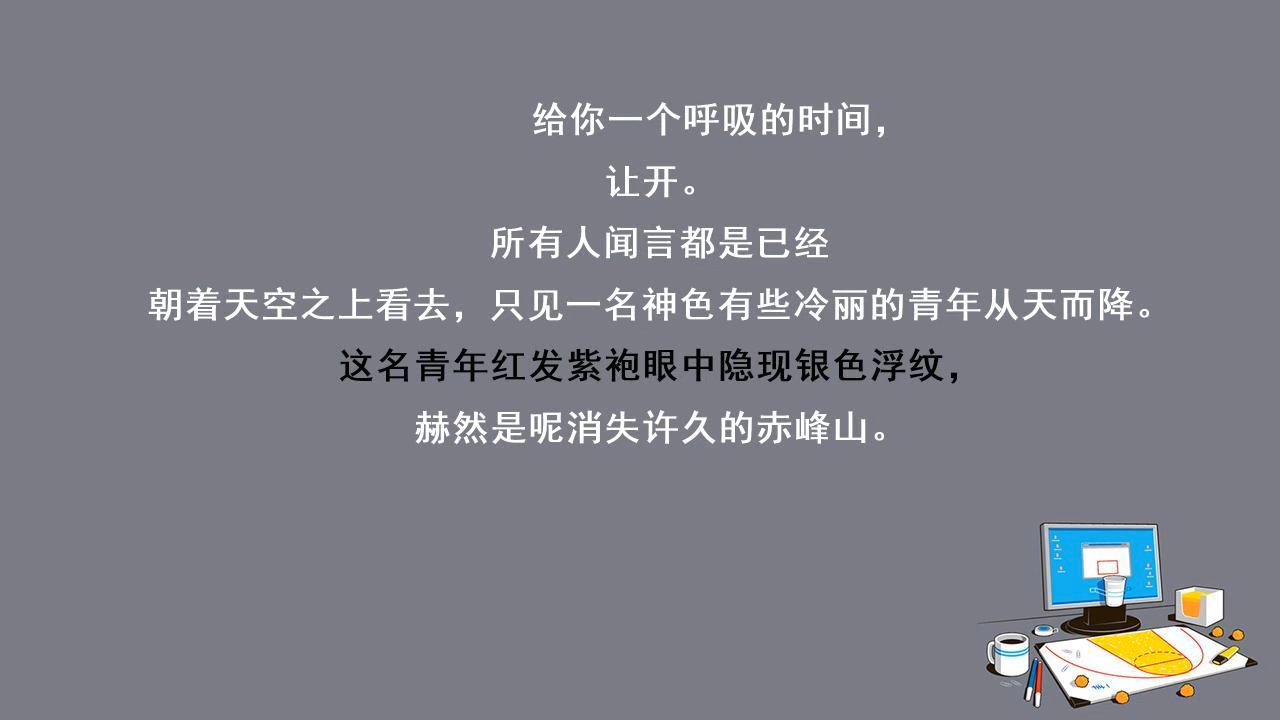 给你一个呼吸的时间，
让开。
所有人闻言都是已经
朝着天空之上看去，只见一名神色有些冷丽的青年从天而降。
这名青年红发紫袍眼中隐现银色浮纹，
赫然是呢消失许久的赤峰山。